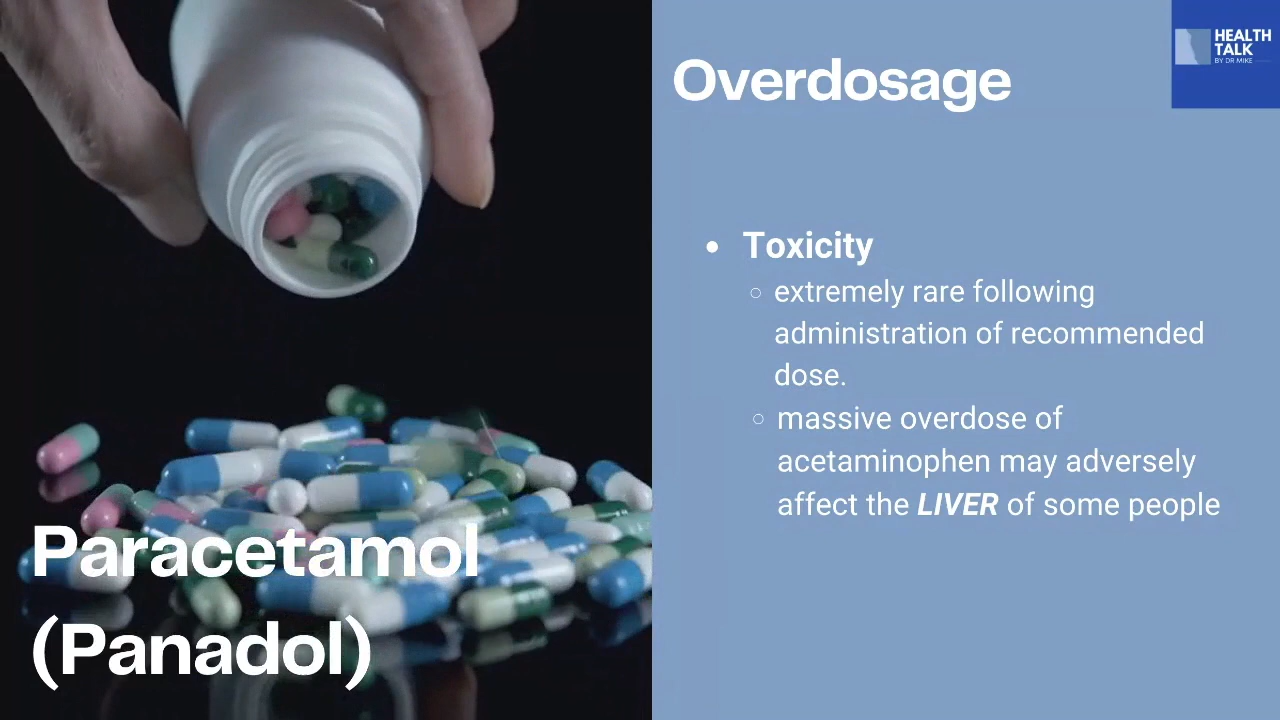 Overdosage
HEALTH
TALK
BY DR MIKE
• Toxicity
○ extremely rare following
administration of recommended
dose.
○ massive overdose of
acetaminophen may adversely
affect the LIVER of some people
Paracetamol
(Panadol)